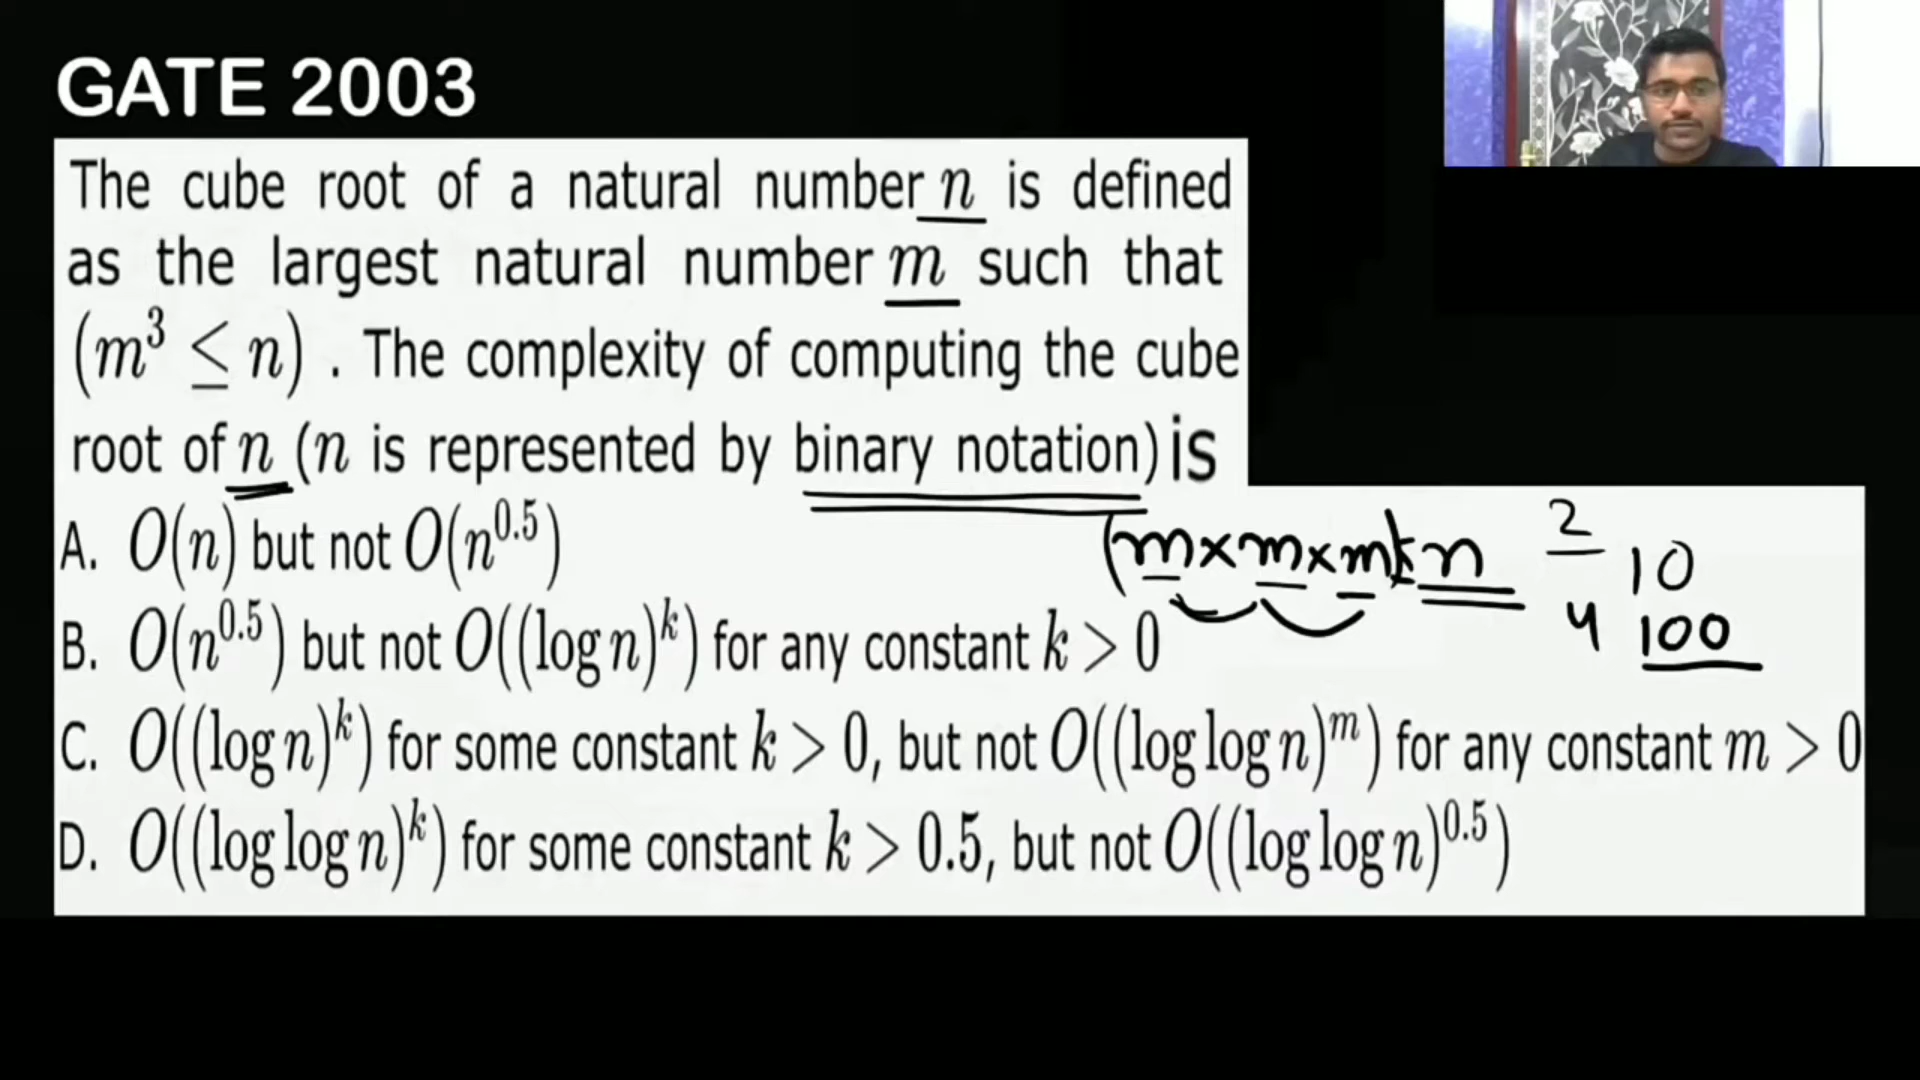 GATE 2003
The cube root of a natural number n is defined
as the largest natural number m such that
(m³ ≤ n) . The complexity of computing the cube
root of n (n is represented by binary notation) is
A. O(n) but not O(n^0.5)
(m×m×m) n
2
10
B. O(n^0.5) but not O((log n)^k) for any constant k > 0
4 100
C. O((log n)^k) for some constant k > 0, but not O((log log n)^m) for any constant m > 0
D. O((log log n)^k) for some constant k > 0.5, but not O((log log n)^0.5)